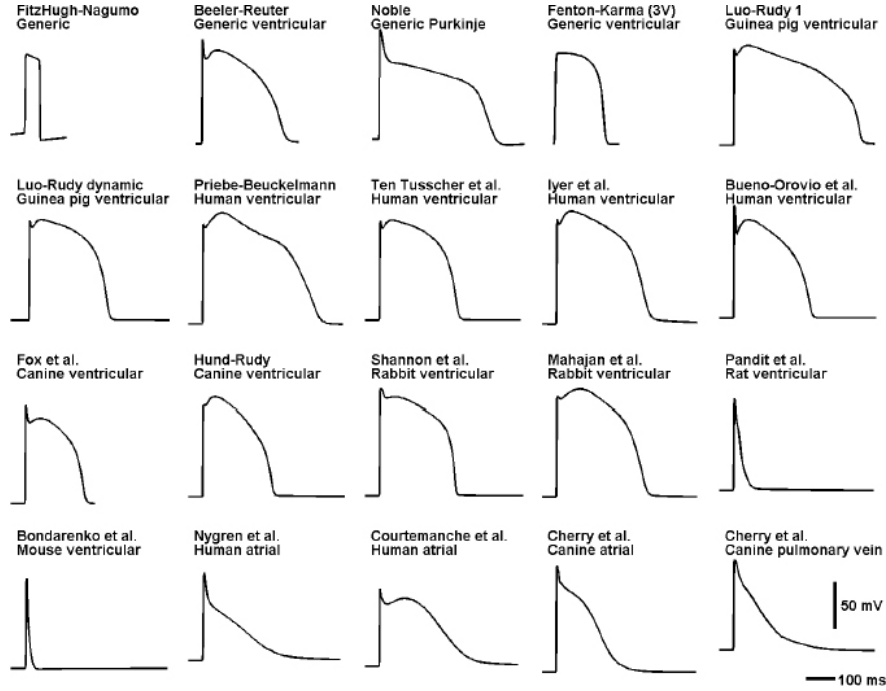 FitzHugh-Nagumo
Generic
Beeler-Reuter
Generic ventricular
Noble
Generic Purkinje
Fenton-Karma (3V)
Generic ventricular
Luo-Rudy 1
Guinea pig ventricular
Luo-Rudy dynamic
Guinea pig ventricular
Priebe-Beuckelmann
Human ventricular
Ten Tusscher et al.
Human ventricular
Iyer et al.
Human ventricular
Bueno-Orovio et al.
Human ventricular
Fox et al.
Canine ventricular
Hund-Rudy
Canine ventricular
Shannon et al.
Rabbit ventricular
Mahajan et al.
Rabbit ventricular
Pandit et al.
Rat ventricular
Bondarenko et al.
Mouse ventricular
Nygren et al.
Human atrial
Courtemanche et al.
Human atrial
Cherry et al.
Canine atrial
Cherry et al.
Canine pulmonary vein
50 mV
100 ms